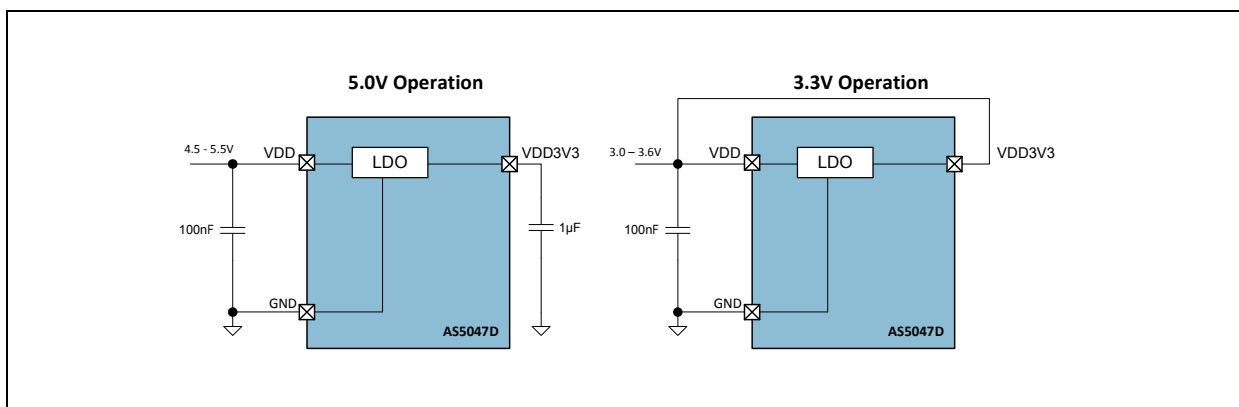 5.0V Operation
4.5 - 5.5V
VDD
LDO
VDD3V3
100nF
1µF
GND
AS5047D
3.3V Operation
3.0 – 3.6V
VDD
LDO
VDD3V3
100nF
GND
AS5047D